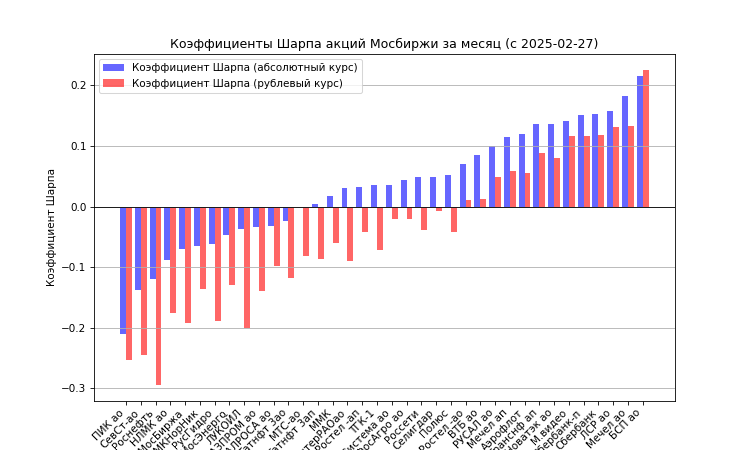 Коэффициенты Шарпа акций Мосбиржи за месяц (с 2025-02-27)
Коэффициент Шарпа (абсолютный курс)
Коэффициент Шарпа (рублевый курс)
Коэффициент Шарпа
0.2
0.1
0.0
−0.1
−0.2
−0.3
ПИК ао
СевСт-ао
Роснефть
НЛМК ао
МосБиржа
ГМКНорНик
РусГидро
МосЭнерго
ЛУКОЙЛ
ГАЗПРОМ ао
АЛРОСА ао
Татнфт 3ао
МТС-ао
Татнфт 3ап
ММК
ИнтерРАОао
Ростел -ап
ТГК-1
Система ао
РусАгро ао
Россети
Селигдар
Полюс
Ростел -ао
ВТБ ао
РУСАЛ ао
Мечел ап
Аэрофлот
Транснф ап
Новатэк ао
М.видео
Сбербанк-п
Сбербанк
ЛСР ао
Мечел ао
БСП ао